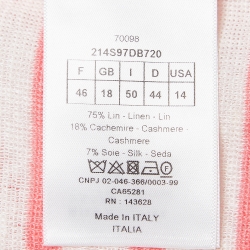 70098
214S97DB720
F GB I D USA
46 18 50 44 14
75% Lin - Linen - Lin
18% Cachemire - Cashmere -
Cashmere
7% Soie - Silk - Seda
CNPJ 02-046-366/0003-99
CA65281
RN : 143628
Made In ITALY
ITALIA